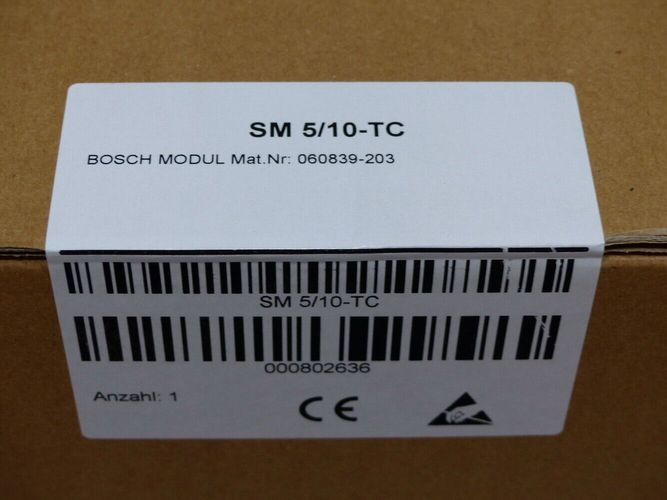 SM 5/10-TC
BOSCH MODUL Mat.Nr: 060839-203
SM 5/10-TC
000802636
Anzahl: 1
CE